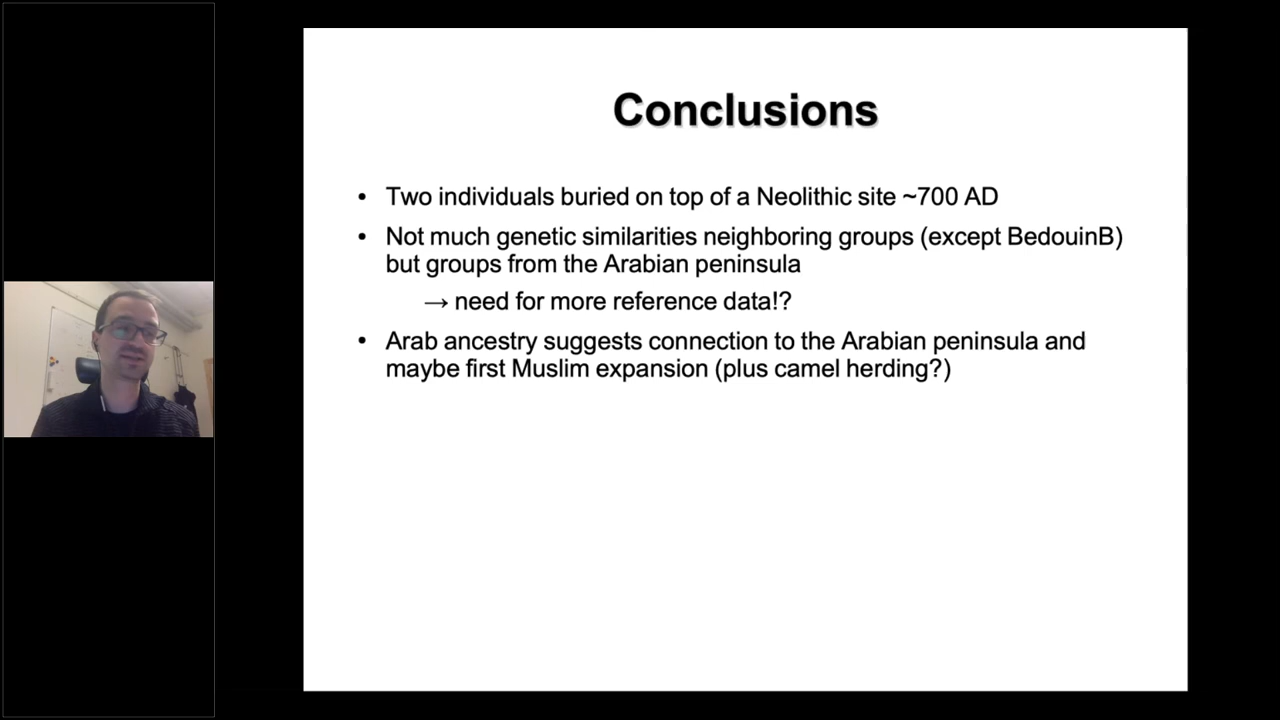 Conclusions
• Two individuals buried on top of a Neolithic site ~700 AD
• Not much genetic similarities neighboring groups (except BedouinB)
but groups from the Arabian peninsula
→ need for more reference data!?
• Arab ancestry suggests connection to the Arabian peninsula and
maybe first Muslim expansion (plus camel herding?)